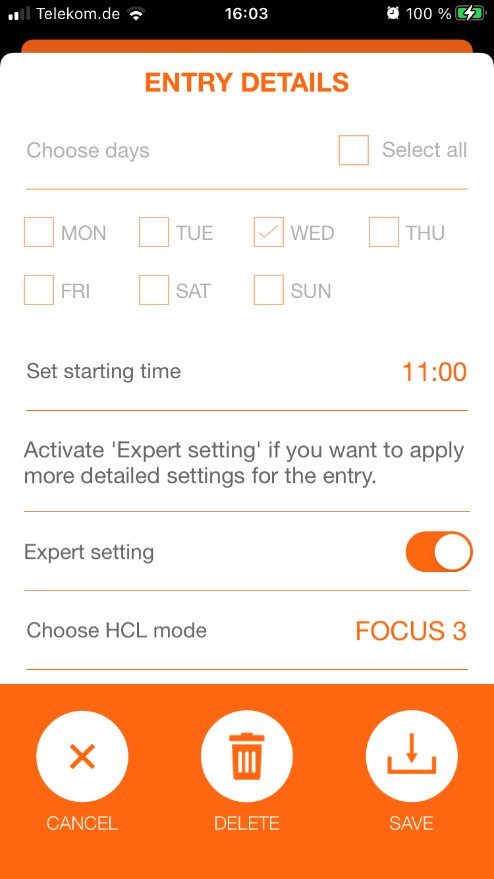 Telekom.de 16:03 100 %
ENTRY DETAILS
Choose days Select all
MON TUE WED THU
FRI SAT SUN
Set starting time 11:00
Activate 'Expert setting' if you want to apply
more detailed settings for the entry.
Expert setting
Choose HCL mode FOCUS 3
CANCEL DELETE SAVE